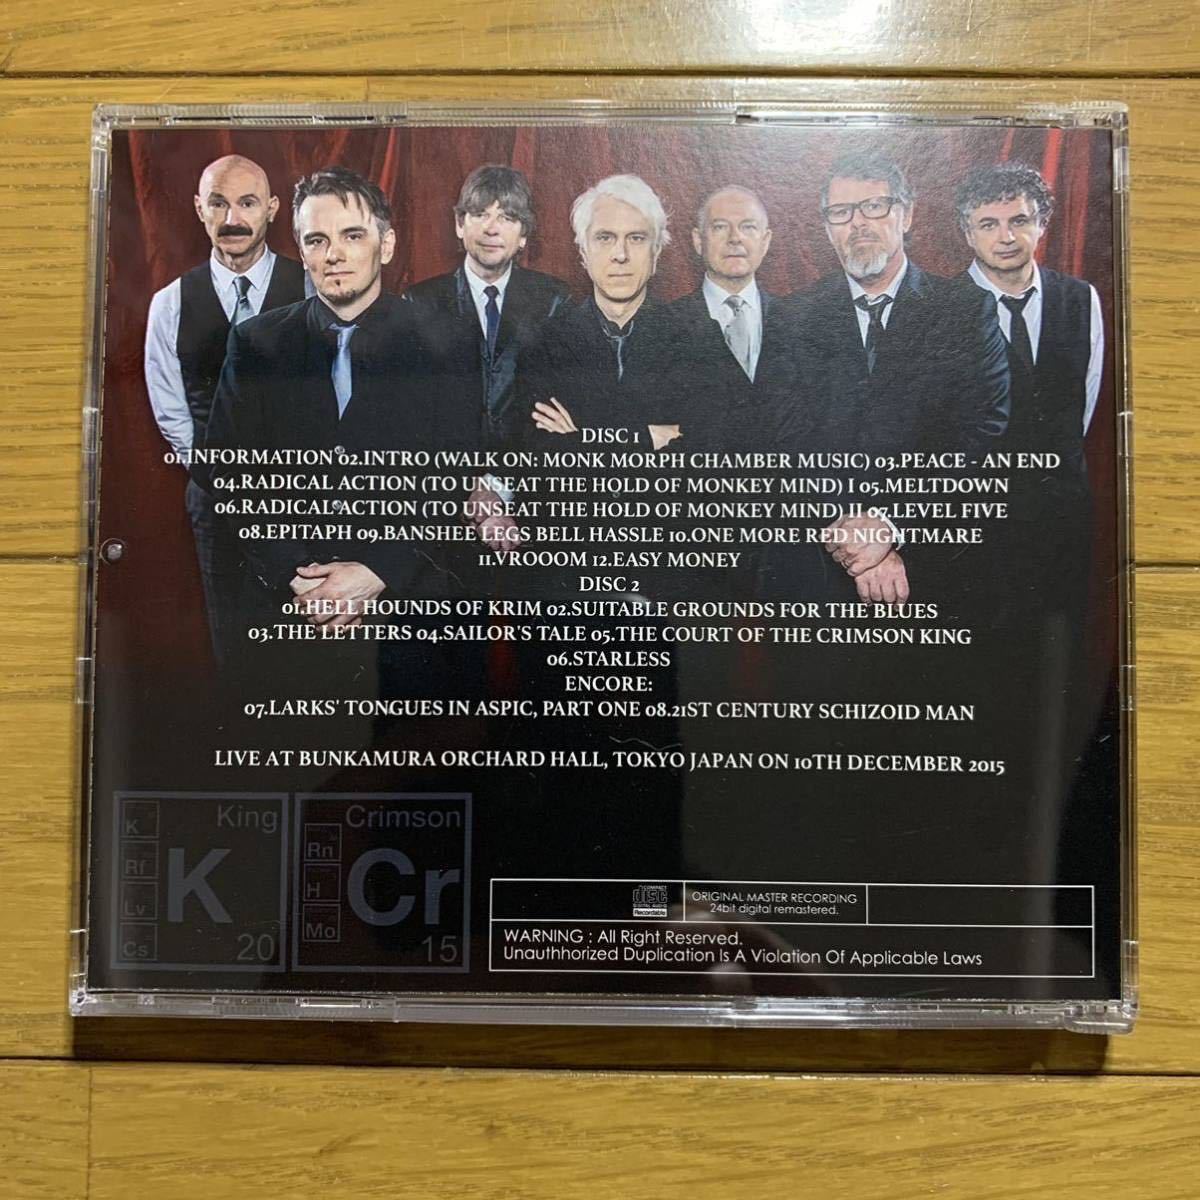 DISC 1
01.INFORMATION 02.INTRO (WALK ON: MONK MORPH CHAMBER MUSIC) 03.PEACE - AN END
04.RADICAL ACTION (TO UNSEAT THE HOLD OF MONKEY MIND) I 05.MELTDOWN
06.RADICAL ACTION (TO UNSEAT THE HOLD OF MONKEY MIND) II 07.LEVEL FIVE
08.EPITAPH 09.BANSHEE LEGS BELL HASSLE 10.ONE MORE RED NIGHTMARE
11.VROOOM 12.EASY MONEY
DISC 2
01.HELL HOUNDS OF KRIM 02.SUITABLE GROUNDS FOR THE BLUES
03.THE LETTERS 04.SAILOR'S TALE 05.THE COURT OF THE CRIMSON KING
06.STARLESS
ENCORE:
07.LARKS' TONGUES IN ASPIC, PART ONE 08.21ST CENTURY SCHIZOID MAN
LIVE AT BUNKAMURA ORCHARD HALL, TOKYO JAPAN ON 10TH DECEMBER 2015
King
K
Rf
Lv
Cs
K
20
Crimson
Rn
H
Mo
Cr
15
COMPACT
DISC
DIGITAL AUDIO
Recordable
ORIGINAL MASTER RECORDING
24bit digital remastered.
WARNING : All Right Reserved.
Unauthhorized Duplication Is A Violation Of Applicable Laws